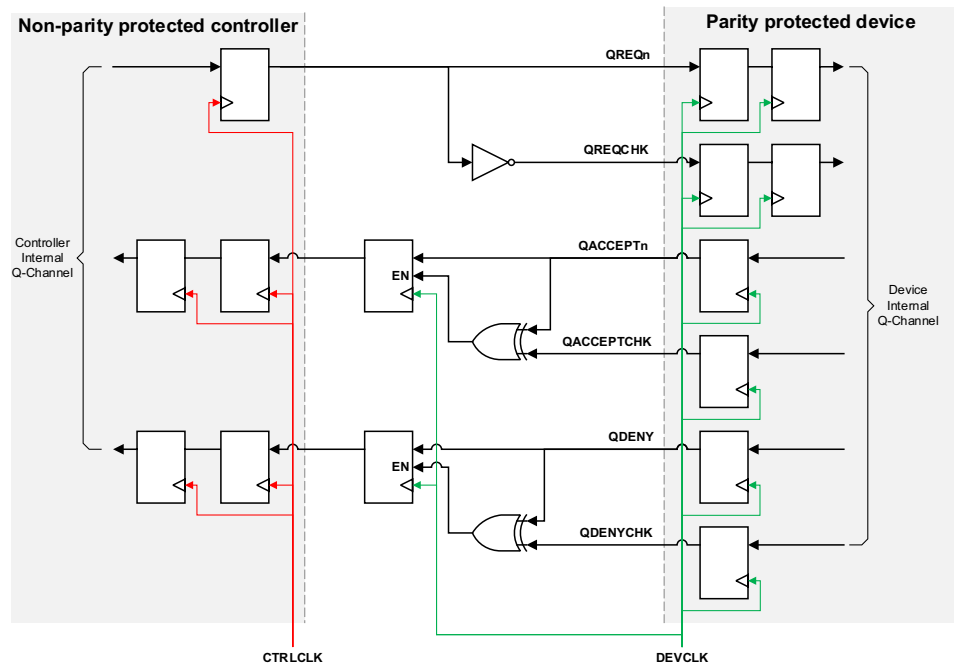 Non-parity protected controller
Parity protected device
QREQn
QREQCHK
Controller
Internal
Q-Channel
QACCEPTn
EN
QACCEPTCHK
Device
Internal
Q-Channel
QDENY
EN
QDENYCHK
CTRLCLK
DEVCLK